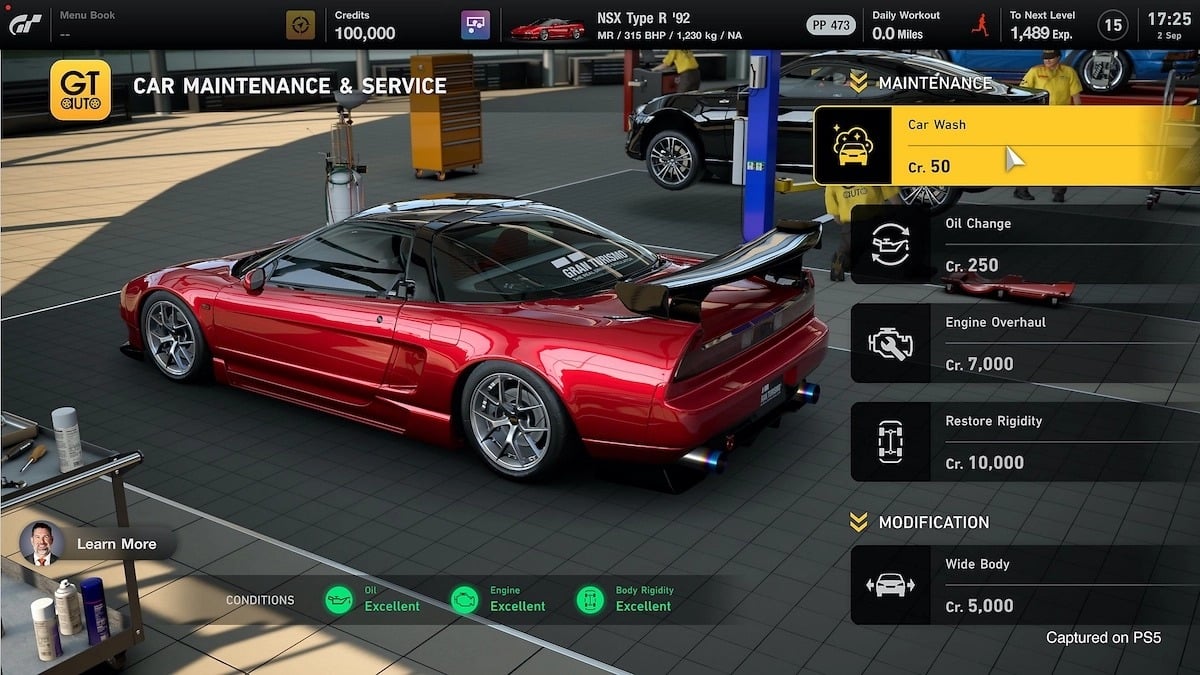 Menu Book
--
Credits
100,000
NSX Type R '92
MR / 315 BHP / 1,230 kg / NA
PP 473
Daily Workout
0.0 Miles
To Next Level
1,489 Exp.
15
17:25
2 Sep
GT
AUTO
CAR MAINTENANCE & SERVICE
MAINTENANCE
Car Wash
Cr. 50
Oil Change
Cr. 250
Engine Overhaul
Cr. 7,000
Restore Rigidity
Cr. 10,000
MODIFICATION
Wide Body
Cr. 5,000
GRAN TURISMO
AUTO
Learn More
CONDITIONS
Oil
Excellent
Engine
Excellent
Body Rigidity
Excellent
Captured on PS5